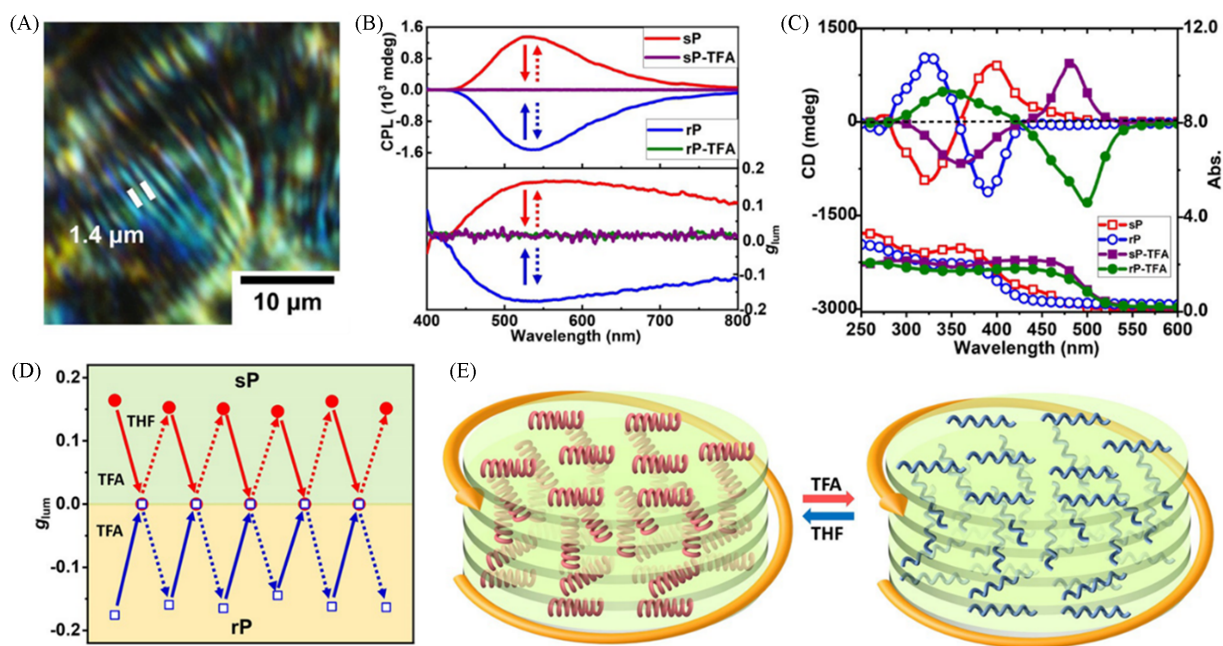 (A)
1.4 μm
10 μm
(B)
CPL (10³ mdeg)
1.6
0.8
0.0
-0.8
-1.6
sP
sP-TFA
rP
rP-TFA
0.2
0.1
0.0
-0.1
-0.2
glum
400 500 600 700 800
Wavelength (nm)
(C)
CD (mdeg)
1500
0
-1500
-3000
12.0
8.0
4.0
0.0
Abs.
sP
rP
sP-TFA
rP-TFA
250 300 350 400 450 500 550 600
Wavelength (nm)
(D)
glum
0.2
0.1
0.0
-0.1
-0.2
sP
THF
TFA
TFA
rP
(E)
TFA
THF